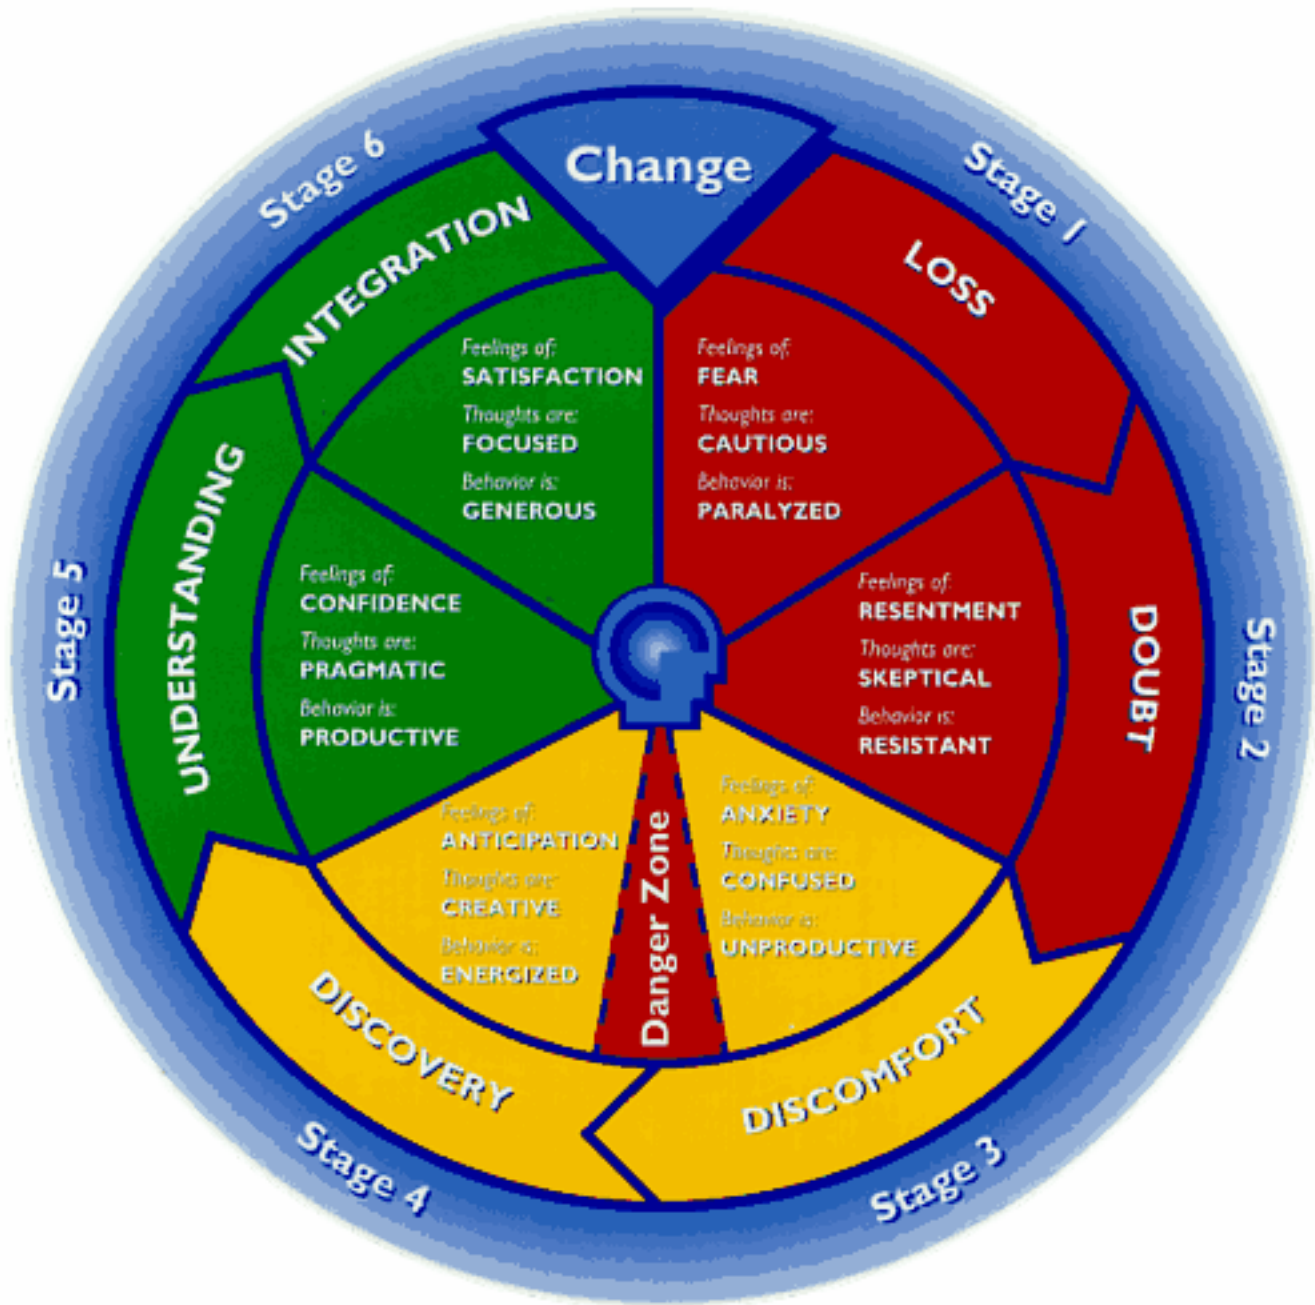 Change
Stage 1
LOSS
Feelings of:
FEAR
Thoughts are:
CAUTIOUS
Behavior is:
PARALYZED
Stage 2
DOUBT
Feelings of:
RESENTMENT
Thoughts are:
SKEPTICAL
Behavior is:
RESISTANT
Stage 3
DISCOMFORT
Feelings of:
ANXIETY
Thoughts are:
CONFUSED
Behavior is:
UNPRODUCTIVE
Danger Zone
Stage 4
DISCOVERY
Feelings of:
ANTICIPATION
Thoughts are:
CREATIVE
Behavior is:
ENERGIZED
Stage 5
UNDERSTANDING
Feelings of:
CONFIDENCE
Thoughts are:
PRAGMATIC
Behavior is:
PRODUCTIVE
Stage 6
INTEGRATION
Feelings of:
SATISFACTION
Thoughts are:
FOCUSED
Behavior is:
GENEROUS